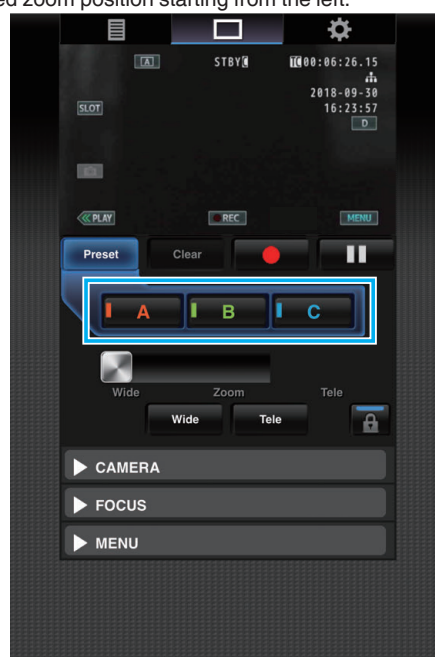 ed zoom position starting from the left.
A STBY C TC 00:06:26.15
2018-09-30
SLOT 16:23:57
D
≪PLAY ●REC MENU
Preset Clear
A B C
Wide Zoom Tele
Wide Tele
CAMERA
FOCUS
MENU